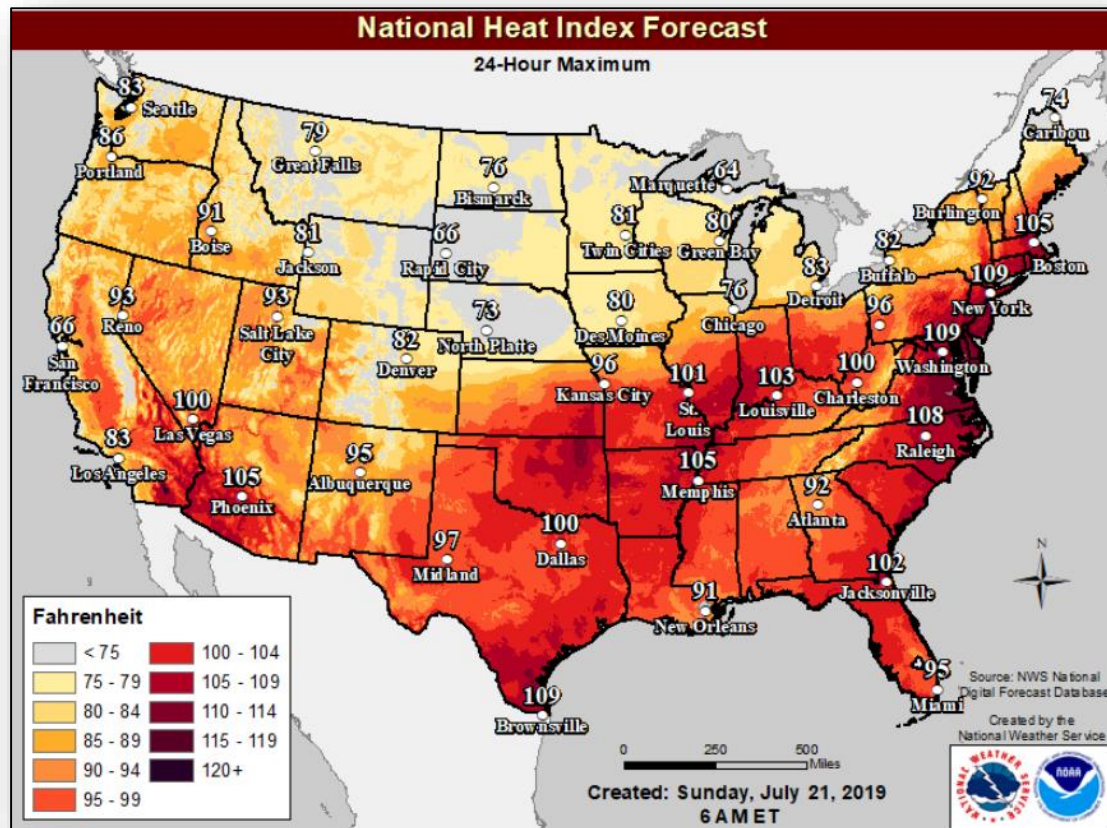 National Heat Index Forecast
24-Hour Maximum
83
Seattle
86
Portland
79
Great Falls
76
Bismarck
64
Marquette
74
Caribou
92
Burlington
105
Boston
91
Boise
81
Jackson
66
Rapid City
81
Twin Cities
80
Green Bay
83
Detroit
82
Buffalo
109
New York
66
San
Francisco
93
Reno
93
Salt Lake
City
82
Denver
73
North Platte
80
Des Moines
76
Chicago
96
109
Washington
96
Kansas City
101
St.
Louis
103
Louisville
100
Charleston
108
Raleigh
83
Los Angeles
100
Las Vegas
105
Phoenix
95
Albuquerque
105
Memphis
92
Atlanta
97
Midland
100
Dallas
91
New Orleans
102
Jacksonville
109
Brownsville
95
Miami
N
Fahrenheit
< 75
75 - 79
80 - 84
85 - 89
90 - 94
95 - 99
100 - 104
105 - 109
110 - 114
115 - 119
120+
0 250 500
Miles
Created: Sunday, July 21, 2019
6AMET
Source: NWS National
Digital Forecast Database
Created by the
National Weather Service
NATIONAL WEATHER SERVICE
NOAA